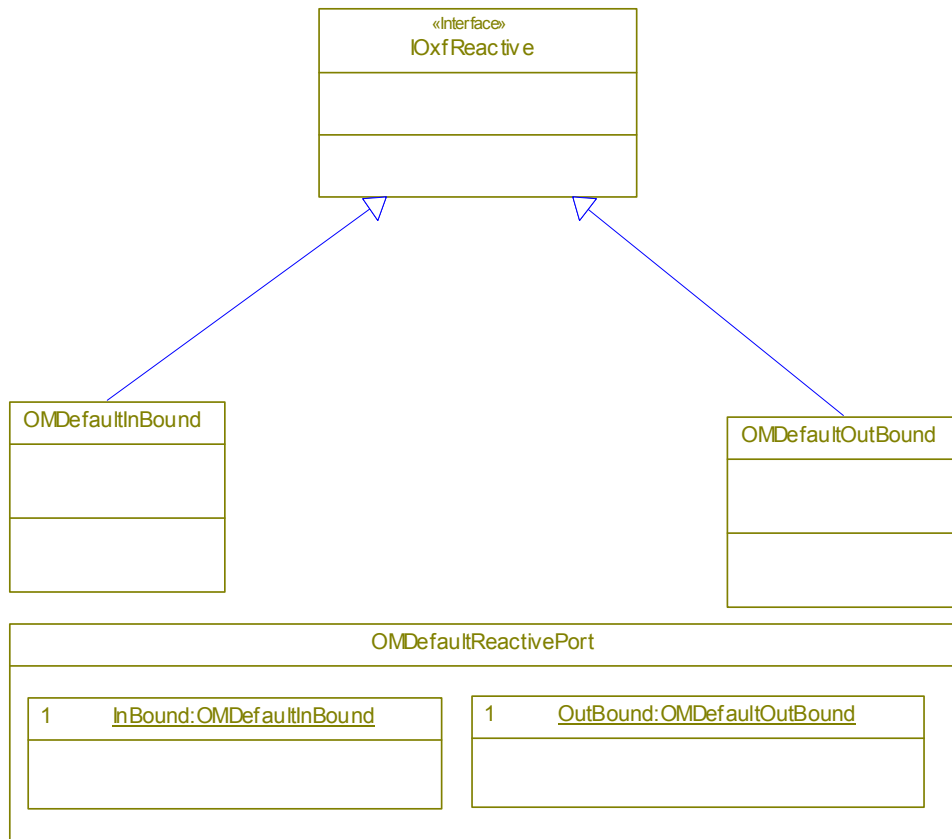 «Interface»
IOxfReactive
OMDefaultInBound
OMDefaultOutBound
OMDefaultReactivePort
1 InBound:OMDefaultInBound
1 OutBound:OMDefaultOutBound